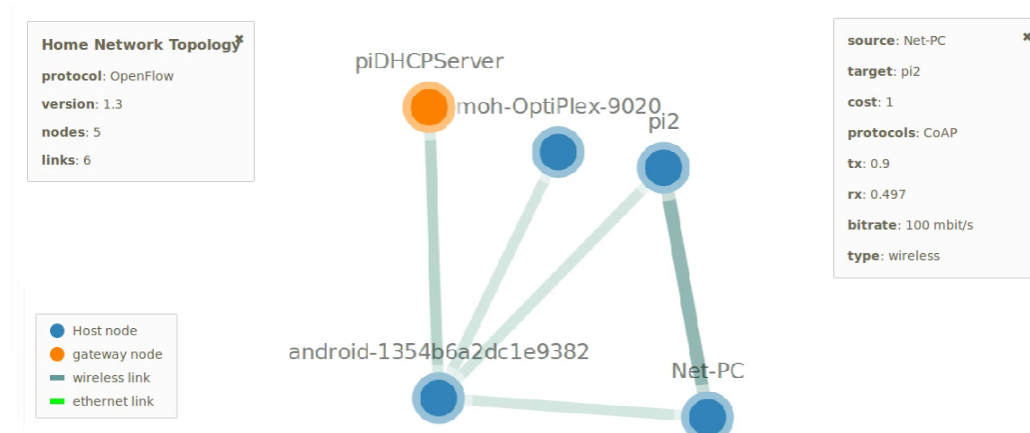 Home Network Topology ✖
protocol: OpenFlow
version: 1.3
nodes: 5
links: 6
piDHCPServer
moh-OptiPlex-9020
pi2
source: Net-PC ✖
target: pi2
cost: 1
protocols: CoAP
tx: 0.9
rx: 0.497
bitrate: 100 mbit/s
type: wireless
Host node
gateway node
wireless link
ethernet link
android-1354b6a2dc1e9382
Net-PC